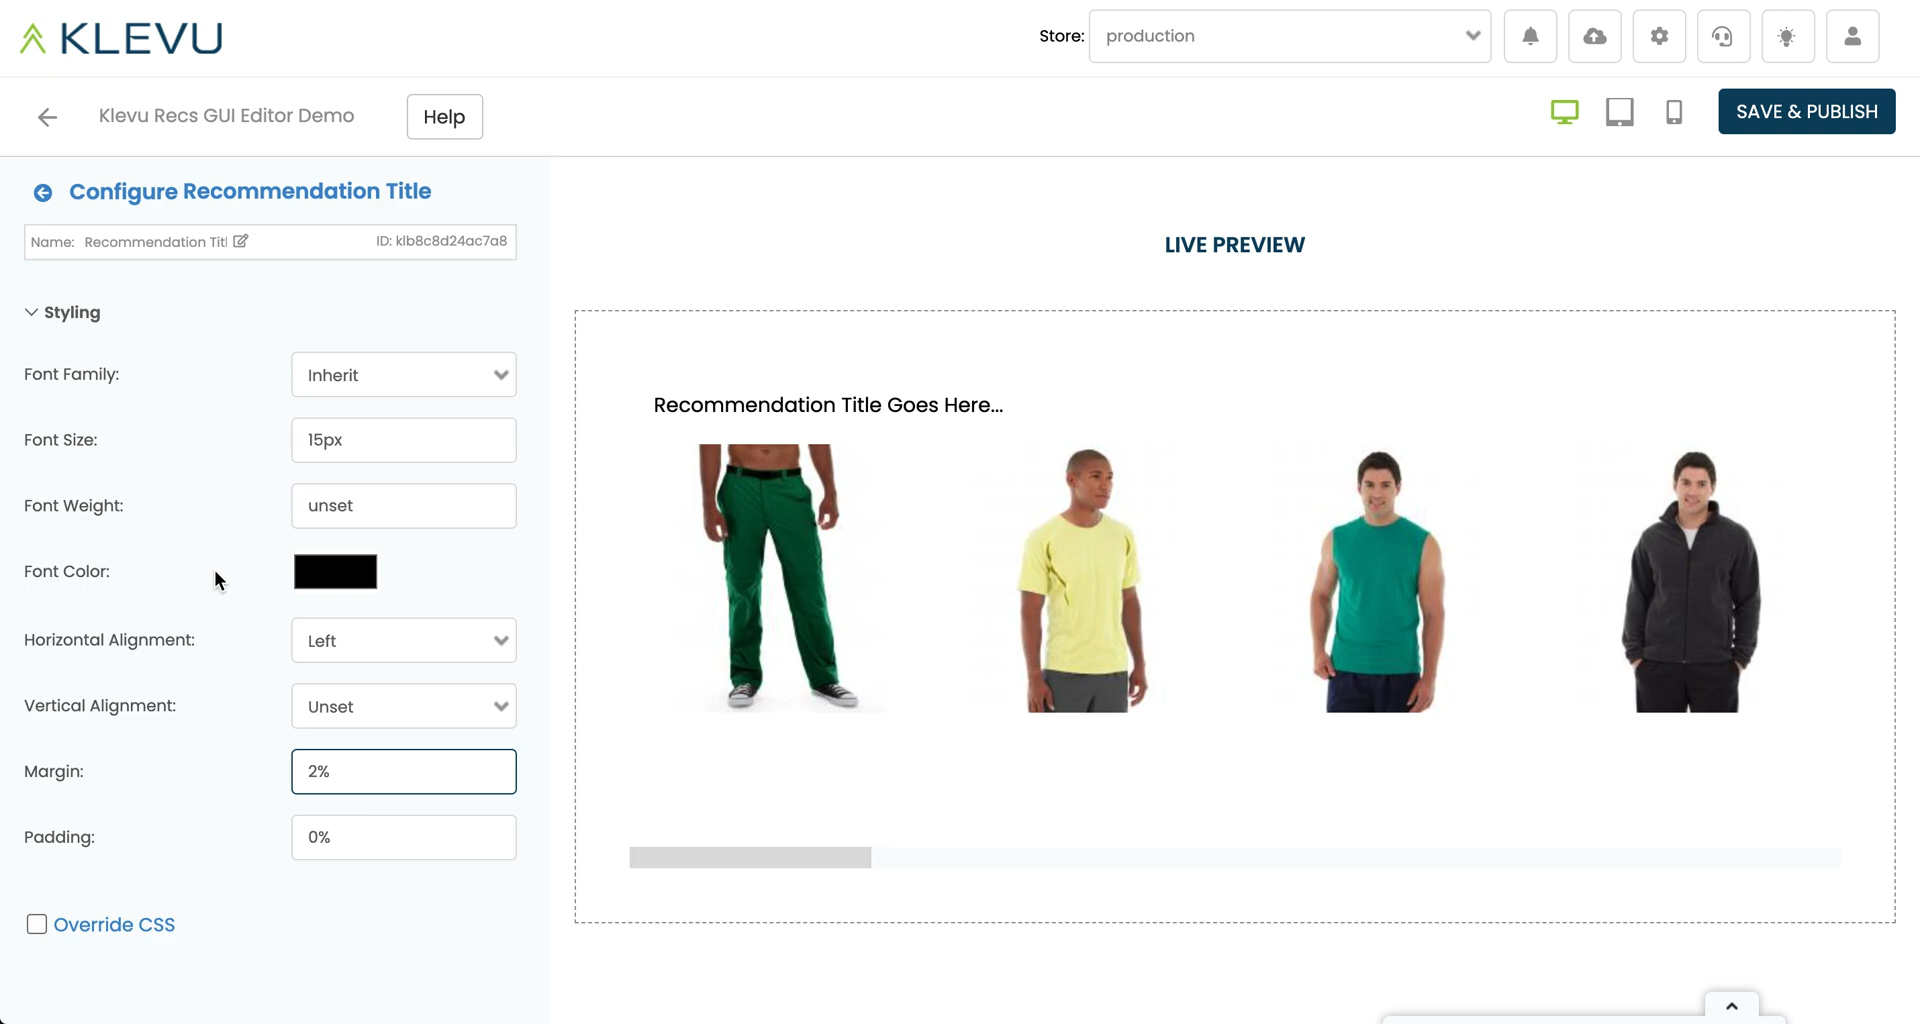 KLEVU
Store: production
Klevu Recs GUI Editor Demo
Help
SAVE & PUBLISH
Configure Recommendation Title
Name: Recommendation Titl
ID: klb8c8d24ac7a8
LIVE PREVIEW
Styling
Font Family: Inherit
Recommendation Title Goes Here...
Font Size: 15px
Font Weight: unset
Font Color:
Horizontal Alignment: Left
Vertical Alignment: Unset
Margin: 2%
Padding: 0%
Override CSS